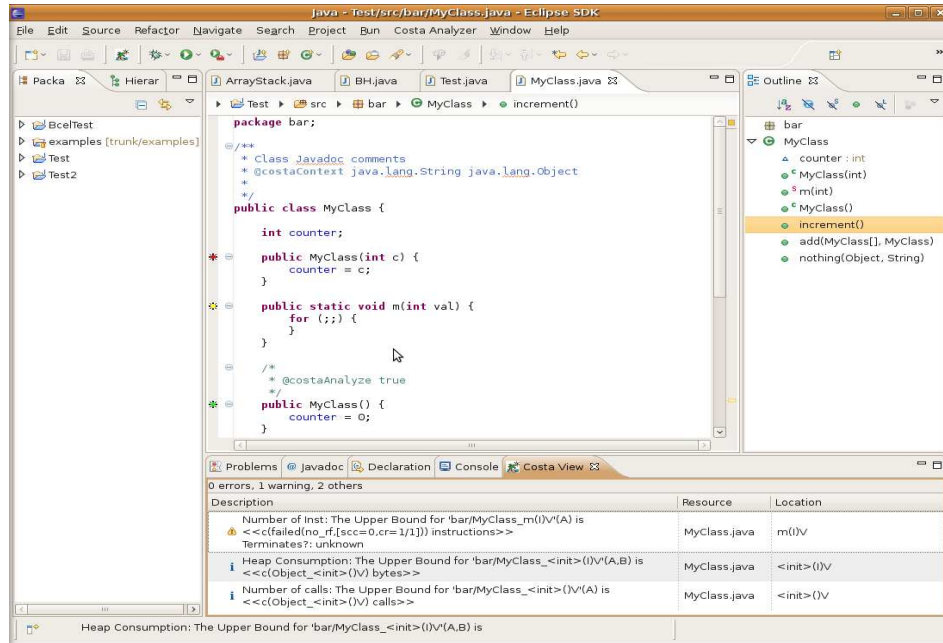 Java - Test/src/bar/MyClass.java - Eclipse SDK
File Edit Source Refactor Navigate Search Project Run Costa Analyzer Window Help
Packa Hierar
BcelTest
examples [trunk/examples]
Test
Test2
ArrayStack.java BH.java Test.java MyClass.java
Test src bar MyClass increment()
package bar;
/**
* Class Javadoc comments
* @costaContext java.lang.String java.lang.Object
*
*/
public class MyClass {
int counter;
public MyClass(int c) {
counter = c;
}
public static void m(int val) {
for (;;) {
}
}
/*
* @costaAnalyze true
*/
public MyClass() {
counter = 0;
}
Outline
bar
MyClass
counter : int
MyClass(int)
m(int)
MyClass()
increment()
add(MyClass[], MyClass)
nothing(Object, String)
Problems Javadoc Declaration Console Costa View
0 errors, 1 warning, 2 others
Description Resource Location
Number of Inst: The Upper Bound for 'bar/MyClass_m(I)V'(A) is
<<c(failed(no_rf,[scc=0,cr=1/1])) instructions>>
Terminates?: unknown
MyClass.java m(I)V
Heap Consumption: The Upper Bound for 'bar/MyClass_<init>(I)V'(A,B) is
<<c(Object_<init>()V) bytes>>
MyClass.java <init>(I)V
Number of calls: The Upper Bound for 'bar/MyClass_<init>()V'(A) is
<<c(Object_<init>()V) calls>>
MyClass.java <init>()V
Heap Consumption: The Upper Bound for 'bar/MyClass_<init>(I)V'(A,B) is